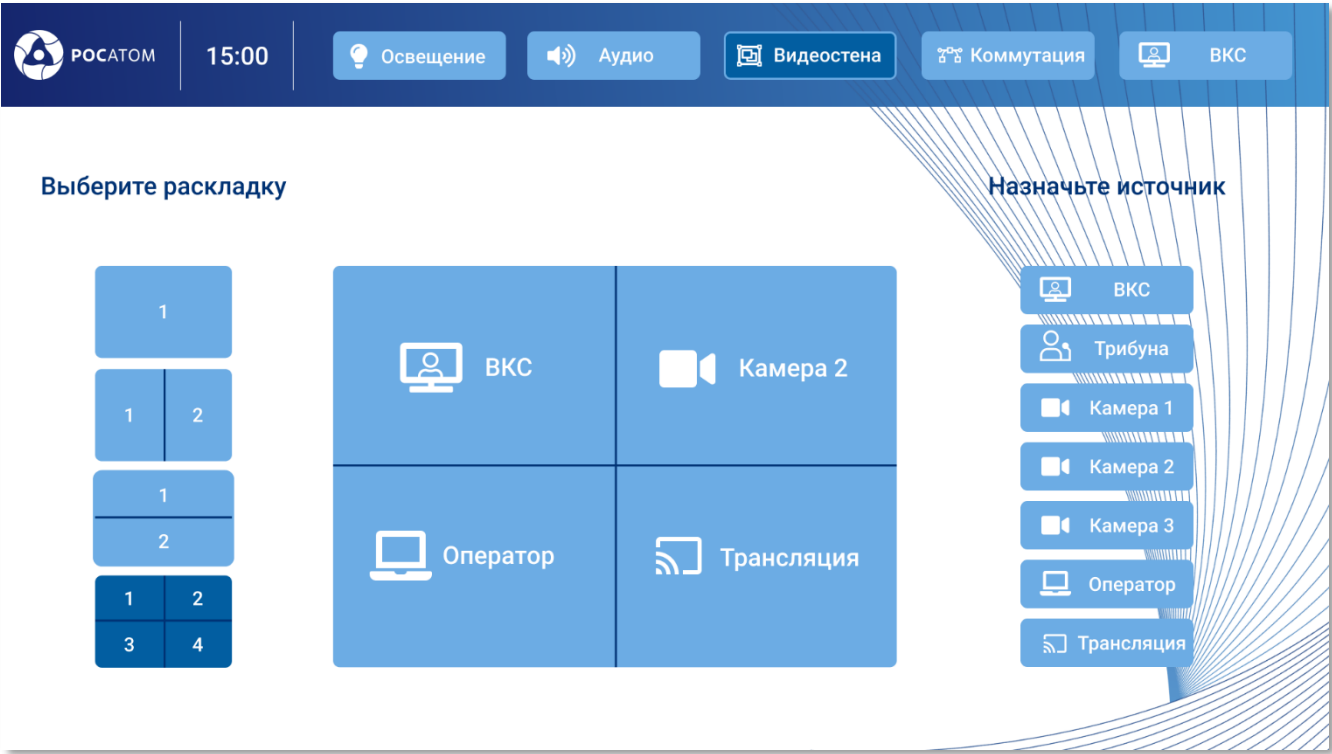 РОСАТОМ
15:00
Освещение
Аудио
Видеостена
Коммутация
ВКС
Выберите раскладку
Назначьте источник
1
1 2
1
2
1 2
3 4
ВКС
Камера 2
Оператор
Трансляция
ВКС
Трибуна
Камера 1
Камера 2
Камера 3
Оператор
Трансляция